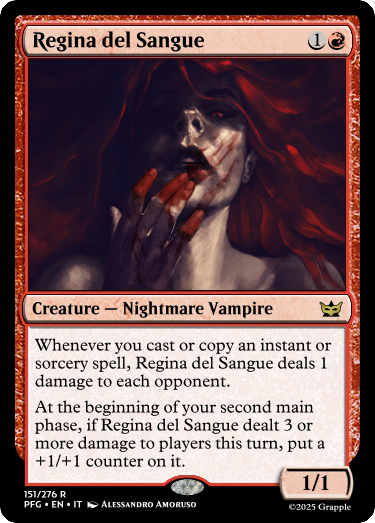 Regina del Sangue 1
Creature — Nightmare Vampire
Whenever you cast or copy an instant or
sorcery spell, Regina del Sangue deals 1
damage to each opponent.
At the beginning of your second main
phase, if Regina del Sangue dealt 3 or
more damage to players this turn, put a
+1/+1 counter on it.
1/1
151/276 R
PFG • EN • IT Alessandro Amoruso
©2025 Grapple